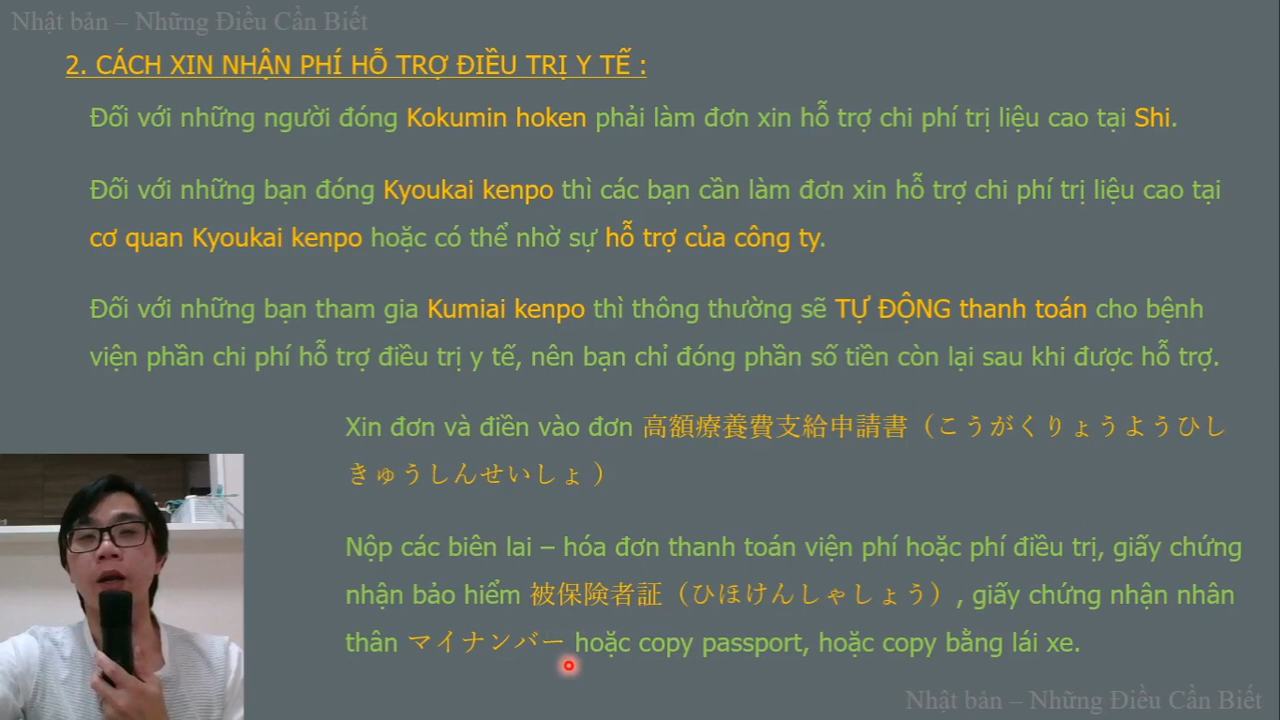 Nhật bản – Những Điều Cần Biết
2. CÁCH XIN NHẬN PHÍ HỖ TRỢ ĐIỀU TRỊ Y TẾ :
Đối với những người đóng Kokumin hoken phải làm đơn xin hỗ trợ chi phí trị liệu cao tại Shi.
Đối với những bạn đóng Kyoukai kenpo thì các bạn cần làm đơn xin hỗ trợ chi phí trị liệu cao tại
cơ quan Kyoukai kenpo hoặc có thể nhờ sự hỗ trợ của công ty.
Đối với những bạn tham gia Kumiai kenpo thì thông thường sẽ TỰ ĐỘNG thanh toán cho bệnh
viện phần chi phí hỗ trợ điều trị y tế, nên bạn chỉ đóng phần số tiền còn lại sau khi được hỗ trợ.
Xin đơn và điền vào đơn 高額療養費支給申請書（こうがくりょうようひし
きゅうしんせいしょ ）
Nộp các biên lai – hóa đơn thanh toán viện phí hoặc phí điều trị, giấy chứng
nhận bảo hiểm 被保険者証（ひほけんしゃしょう）, giấy chứng nhận nhân
thân マイナンバー hoặc copy passport, hoặc copy bằng lái xe.
Nhật bản – Những Điều Cần Biết